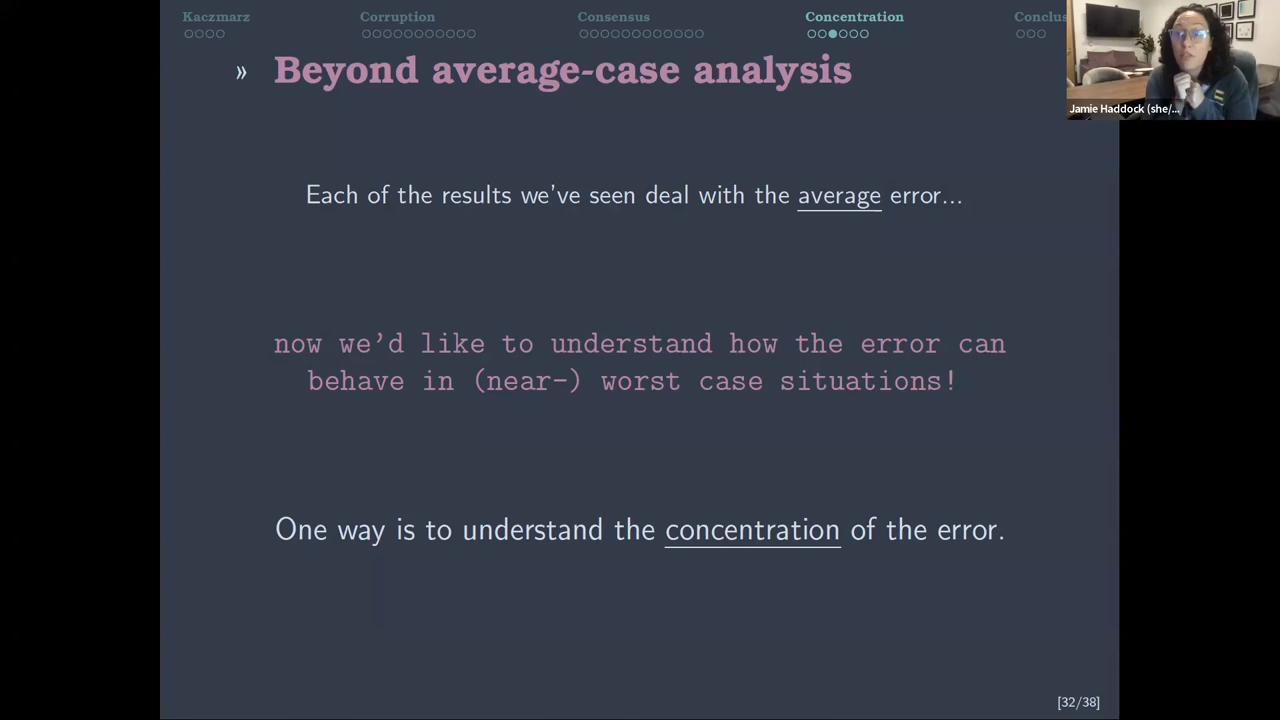 Kaczmarz Corruption Consensus Concentration Conclus
» Beyond average-case analysis
Jamie Haddock (she/...
Each of the results we've seen deal with the average error...
now we'd like to understand how the error can
behave in (near-) worst case situations!
One way is to understand the concentration of the error.
[32/38]